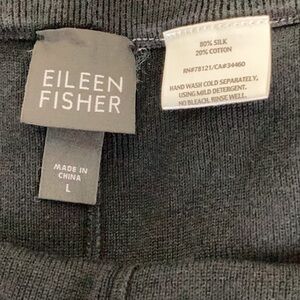 EILEEN
FISHER
MADE IN
CHINA
L
80% SILK
20% COTTON
RN#78121/CA#34460
HAND WASH COLD SEPARATELY,
USING MILD DETERGENT.
NO BLEACH. RINSE WELL.